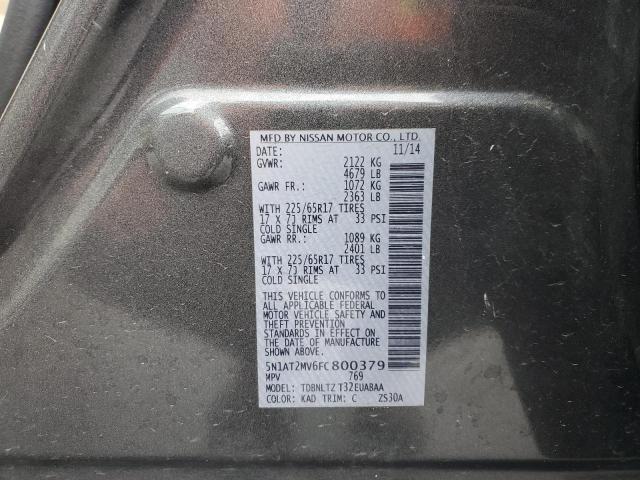 MFD BY NISSAN MOTOR CO., LTD.
DATE: 11/14
GVWR: 2122 KG
4679 LB
GAWR FR.: 1072 KG
2363 LB
WITH 225/65R17 TIRES
17 X 7J RIMS AT 33 PSI
COLD SINGLE
GAWR RR.: 1089 KG
2401 LB
WITH 225/65R17 TIRES
17 X 7J RIMS AT 33 PSI
COLD SINGLE
THIS VEHICLE CONFORMS TO
ALL APPLICABLE FEDERAL
MOTOR VEHICLE SAFETY AND
THEFT PREVENTION
STANDARDS IN EFFECT ON
THE DATE OF MANUFACTURE
SHOWN ABOVE.
5N1AT2MV6FC800379
MPV 769
MODEL: TDBNLTZ T32EUABAA
COLOR: KAD TRIM: C ZS30A